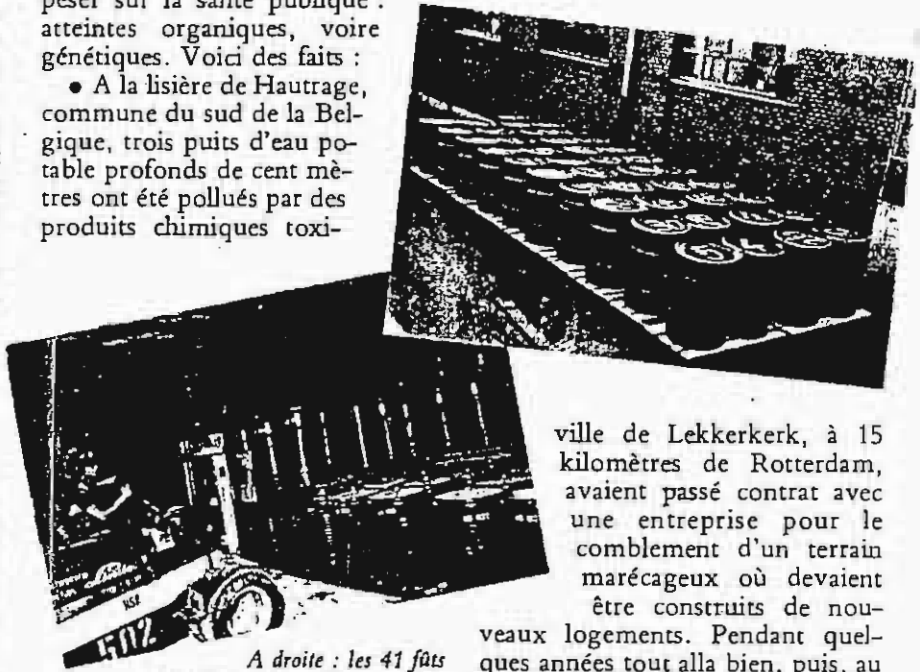 peser sur la santé publique :
atteintes organiques, voire
génétiques. Voici des faits :
● A la lisière de Hautrage,
commune du sud de la Bel-
gique, trois puits d'eau po-
table profonds de cent mè-
tres ont été pollués par des
produits chimiques toxi-
502
A droite : les 41 fûts
ville de Lekkerkerk, à 15
kilomètres de Rotterdam,
avaient passé contrat avec
une entreprise pour le
comblement d'un terrain
marécageux où devaient
être construits de nou-
veaux logements. Pendant quel-
ques années tout alla bien, puis, au